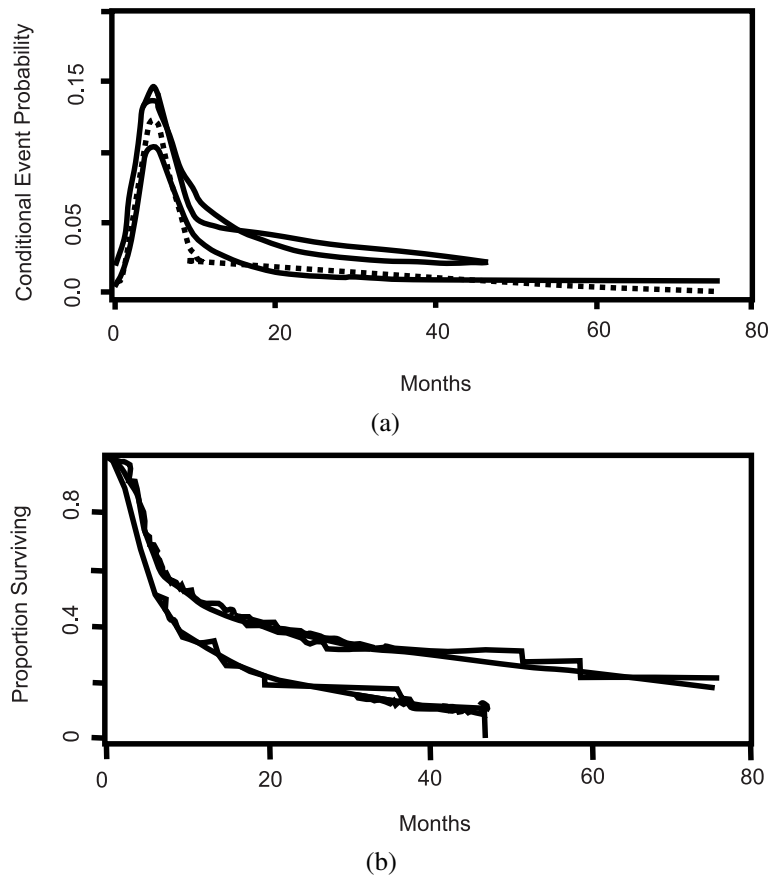 Conditional Event Probability
0.15
0.05
0.0
0 20 40 60 80
Months
(a)
Proportion Surviving
0.8
0.4
0
0 20 40 60 80
Months
(b)